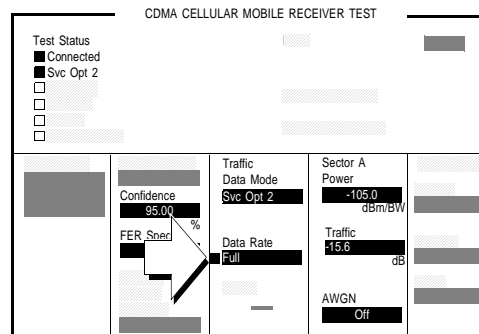 CDMA CELLULAR MOBILE RECEIVER TEST
Test Status
Connected
Svc Opt 2
Confidence
95.00
%
FER Spec
Traffic
Data Mode
Svc Opt 2
Data Rate
Full
Sector A
Power
-105.0
dBm/BW
Traffic
-15.6
dB
AWGN
Off